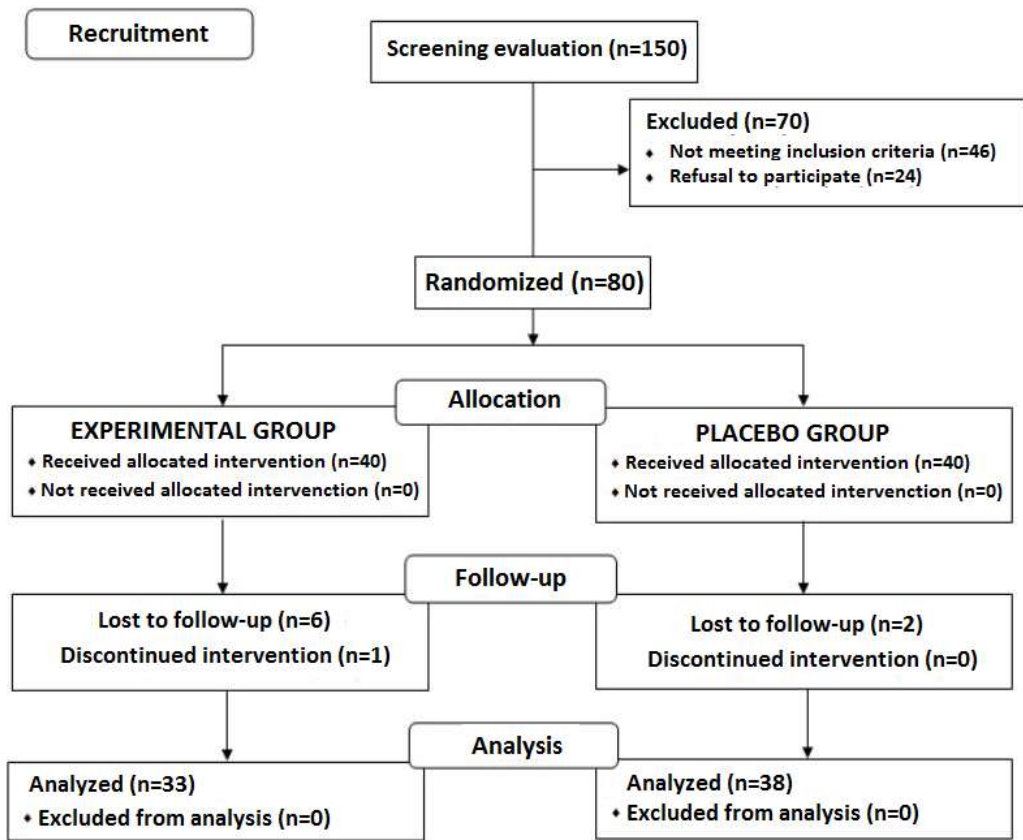 Recruitment
Screening evaluation (n=150)
Excluded (n=70)
♦ Not meeting inclusion criteria (n=46)
♦ Refusal to participate (n=24)
Randomized (n=80)
Allocation
EXPERIMENTAL GROUP
♦ Received allocated intervention (n=40)
♦ Not received allocated intervenction (n=0)
PLACEBO GROUP
♦ Received allocated intervention (n=40)
♦ Not received allocated intervenction (n=0)
Follow-up
Lost to follow-up (n=6)
Discontinued intervention (n=1)
Lost to follow-up (n=2)
Discontinued intervention (n=0)
Analysis
Analyzed (n=33)
♦ Excluded from analysis (n=0)
Analyzed (n=38)
♦ Excluded from analysis (n=0)